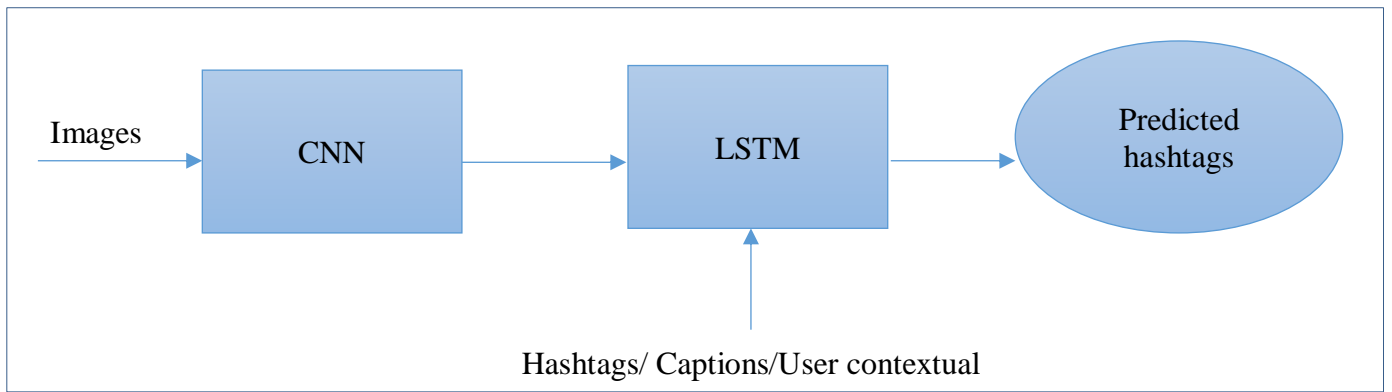 Images
CNN
LSTM
Predicted
hashtags
Hashtags/ Captions/User contextual